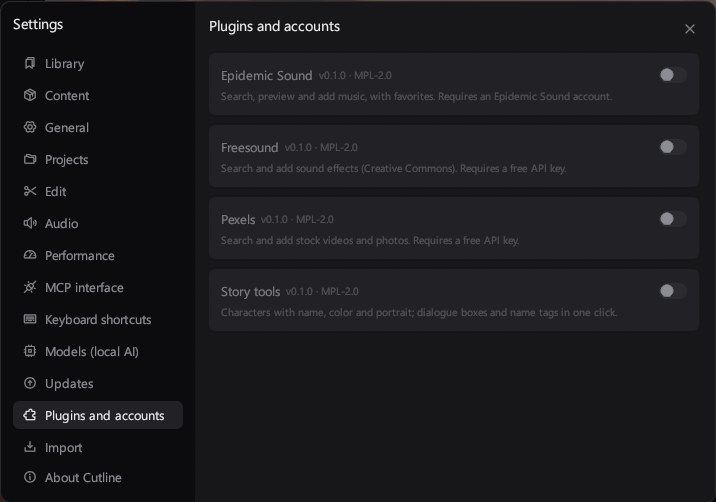 Settings
Library
Content
General
Projects
Edit
Audio
Performance
MCP interface
Keyboard shortcuts
Models (local AI)
Updates
Plugins and accounts
Import
About Cutline
Plugins and accounts
Epidemic Sound v0.1.0 · MPL-2.0
Search, preview and add music, with favorites. Requires an Epidemic Sound account.
Freesound v0.1.0 · MPL-2.0
Search and add sound effects (Creative Commons). Requires a free API key.
Pexels v0.1.0 · MPL-2.0
Search and add stock videos and photos. Requires a free API key.
Story tools v0.1.0 · MPL-2.0
Characters with name, color and portrait; dialogue boxes and name tags in one click.